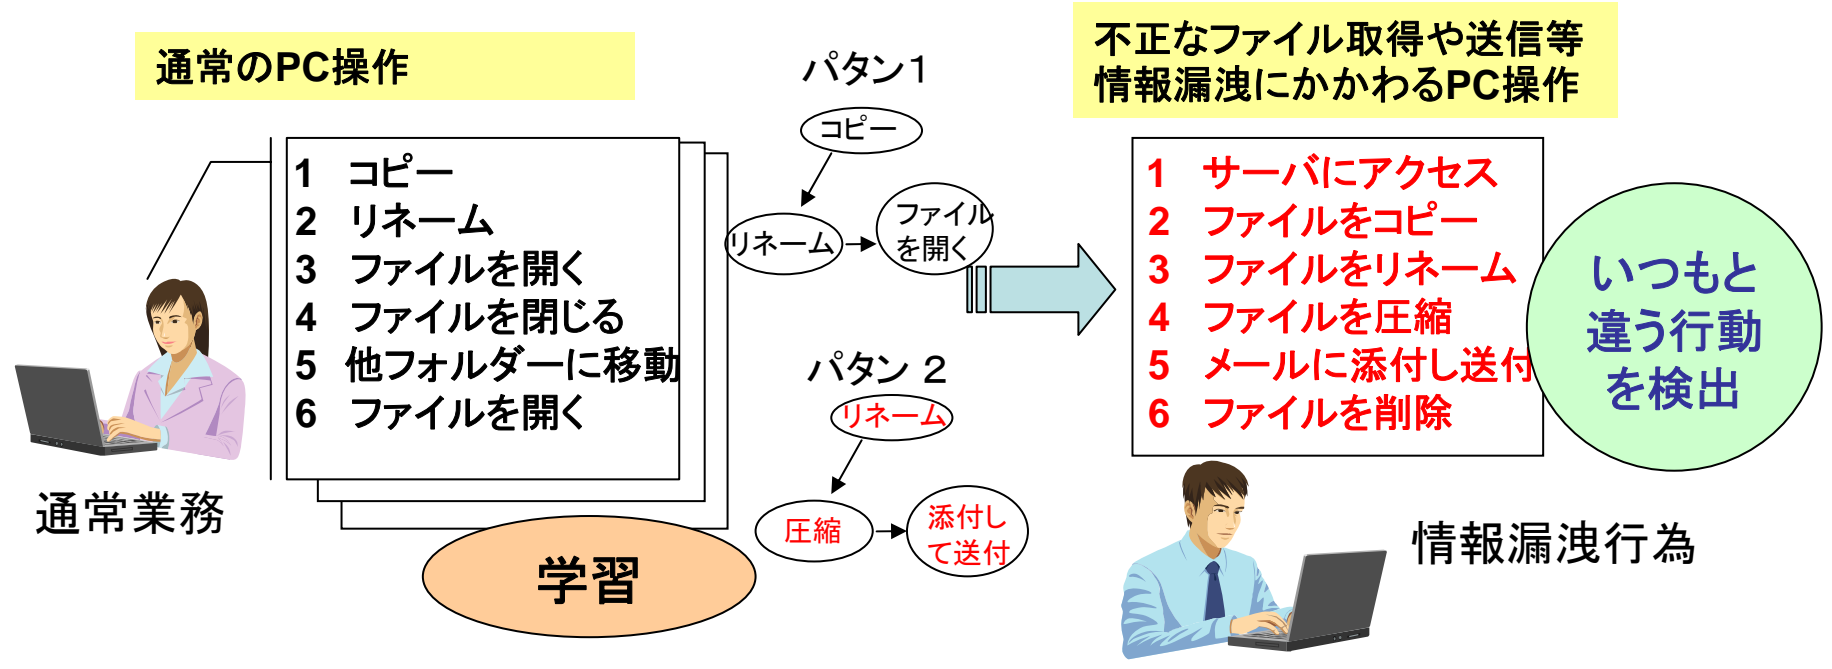 通常のPC操作
1 コピー
2 リネーム
3 ファイルを開く
4 ファイルを閉じる
5 他フォルダーに移動
6 ファイルを開く
通常業務
学習
パタン1
コピー
リネーム
ファイル
を開く
パタン 2
リネーム
圧縮
添付し
て送付
不正なファイル取得や送信等
情報漏洩にかかわるPC操作
1 サーバにアクセス
2 ファイルをコピー
3 ファイルをリネーム
4 ファイルを圧縮
5 メールに添付し送付
6 ファイルを削除
いつもと
違う行動
を検出
情報漏洩行為